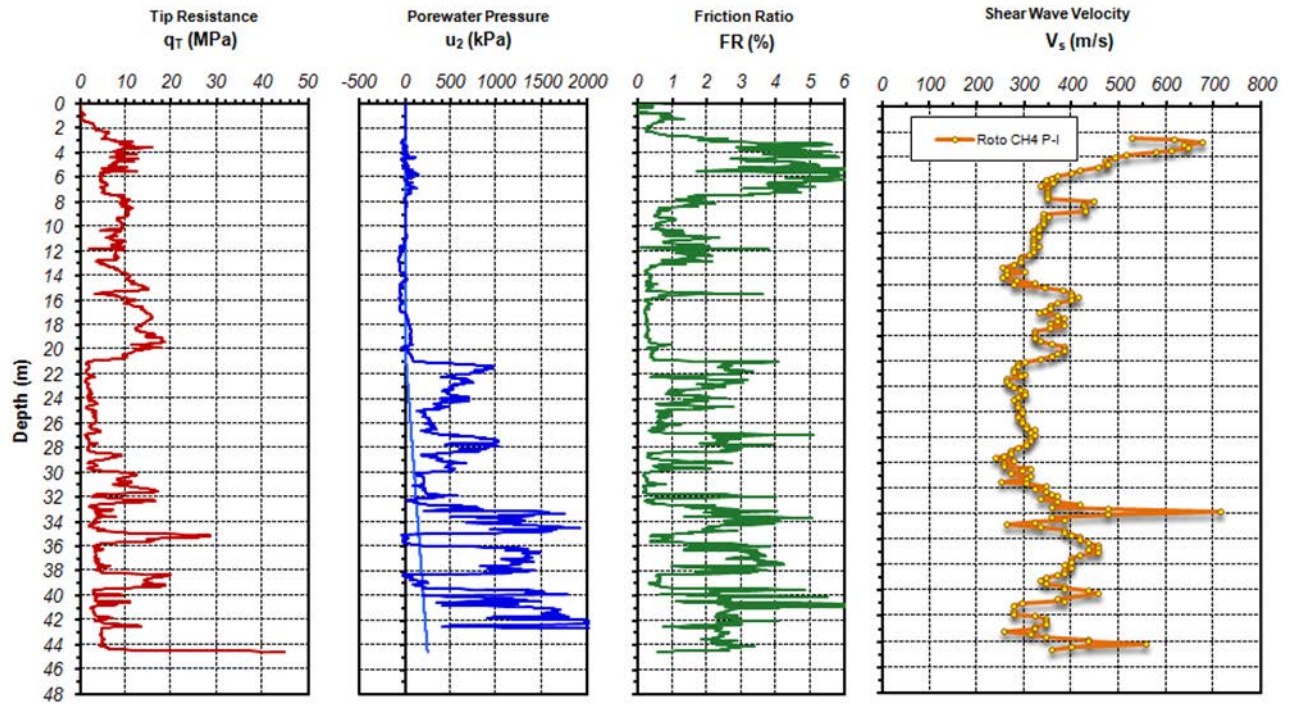 Tip Resistance
qT (MPa)
Porewater Pressure
u2 (kPa)
Friction Ratio
FR (%)
Shear Wave Velocity
Vs (m/s)
0 10 20 30 40 50
-500 0 500 1000 1500 2000
0 1 2 3 4 5 6
0 100 200 300 400 500 600 700 800
Depth (m)
0
2
4
6
8
10
12
14
16
18
20
22
24
26
28
30
32
34
36
38
40
42
44
46
48
Roto CH4 P-I